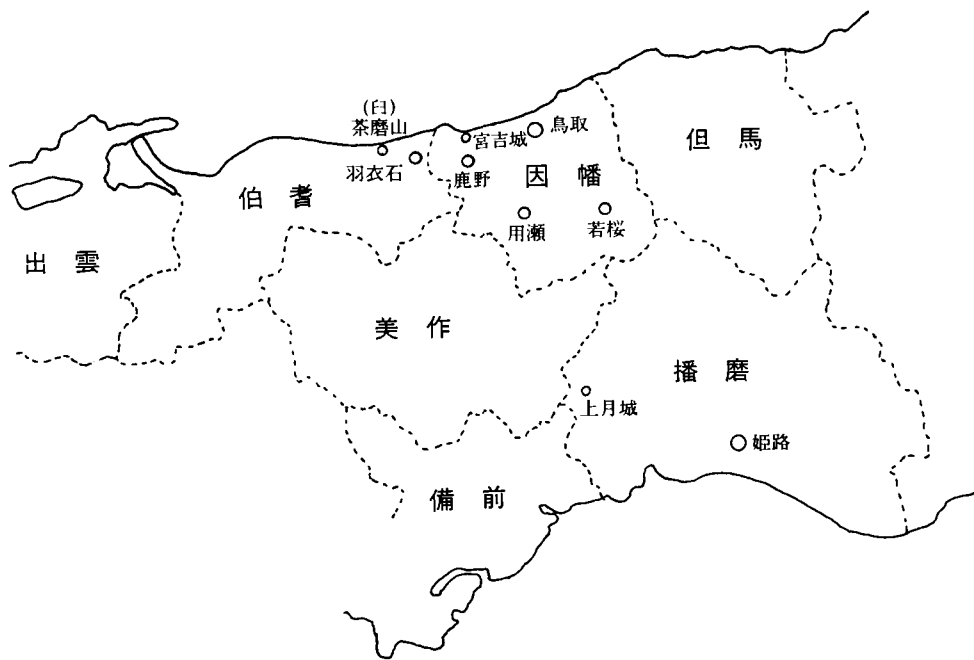 (臼)
茶磨山
宮吉城
鳥取
羽衣石
鹿野
因幡
但馬
伯耆
用瀬
若桜
出雲
美作
播磨
上月城
姫路
備前